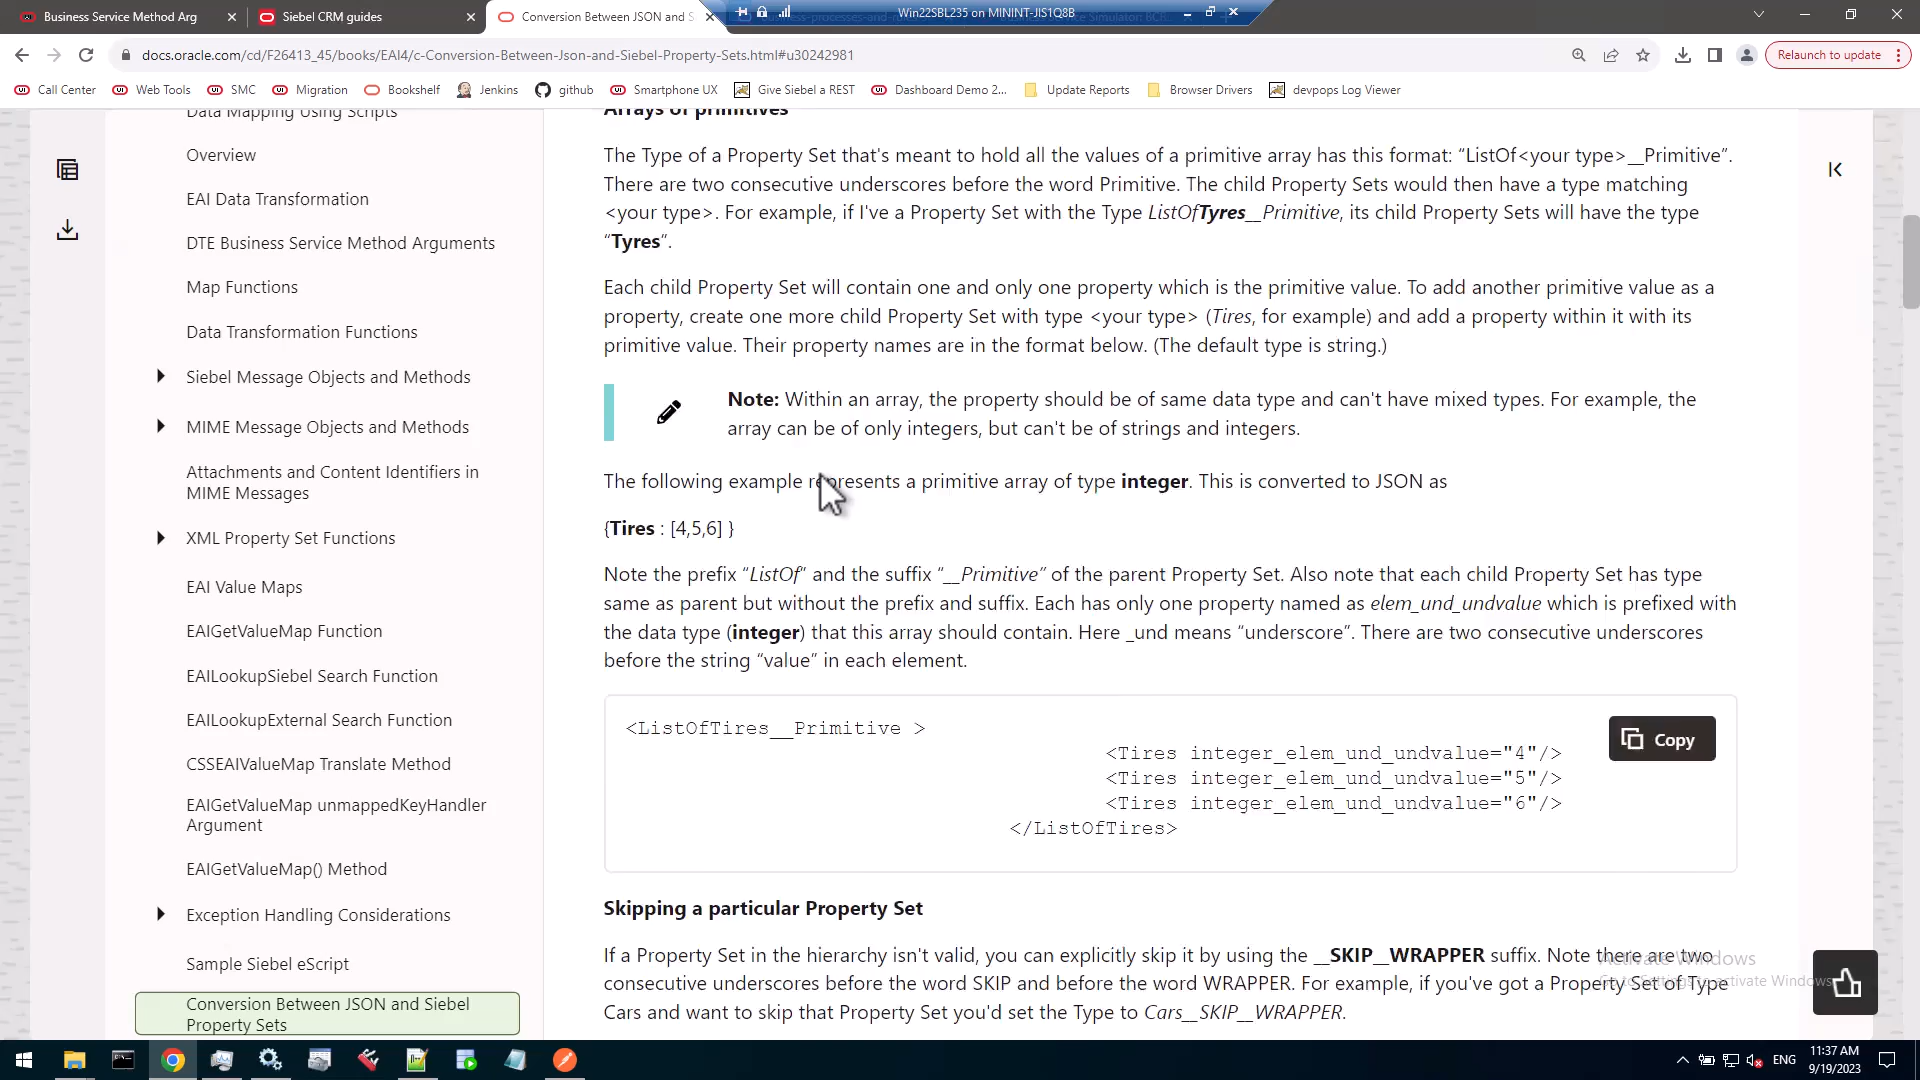 Business Service Method Arg
Siebel CRM guides
Conversion Between JSON and S
Win22SBL235 on MININT-JIS1Q8B
docs.oracle.com/cd/F26413_45/books/EAI4/c-Conversion-Between-Json-and-Siebel-Property-Sets.html#u30242981
Relaunch to update
Call Center
Web Tools
SMC
Migration
Bookshelf
Jenkins
github
Smartphone UX
Give Siebel a REST
Dashboard Demo 2...
Update Reports
Browser Drivers
devpops Log Viewer
Data Mapping Using Scripts
Overview
EAI Data Transformation
DTE Business Service Method Arguments
Map Functions
Data Transformation Functions
Siebel Message Objects and Methods
MIME Message Objects and Methods
Attachments and Content Identifiers in
MIME Messages
XML Property Set Functions
EAI Value Maps
EAIGetValueMap Function
EAILookupSiebel Search Function
EAILookupExternal Search Function
CSSEAIValueMap Translate Method
EAIGetValueMap unmappedKeyHandler
Argument
EAIGetValueMap() Method
Exception Handling Considerations
Sample Siebel eScript
Conversion Between JSON and Siebel
Property Sets
Arrays of primitives
The Type of a Property Set that's meant to hold all the values of a primitive array has this format: “ListOf<your type>__Primitive”.
There are two consecutive underscores before the word Primitive. The child Property Sets would then have a type matching
<your type>. For example, if I've a Property Set with the Type ListOfTyres__Primitive, its child Property Sets will have the type
“Tyres”.
Each child Property Set will contain one and only one property which is the primitive value. To add another primitive value as a
property, create one more child Property Set with type <your type> (Tires, for example) and add a property within it with its
primitive value. Their property names are in the format below. (The default type is string.)
Note: Within an array, the property should be of same data type and can't have mixed types. For example, the
array can be of only integers, but can't be of strings and integers.
The following example represents a primitive array of type integer. This is converted to JSON as
{Tires : [4,5,6] }
Note the prefix “ListOf” and the suffix “__Primitive” of the parent Property Set. Also note that each child Property Set has type
same as parent but without the prefix and suffix. Each has only one property named as elem_und_undvalue which is prefixed with
the data type (integer) that this array should contain. Here _und means “underscore”. There are two consecutive underscores
before the string “value” in each element.
<ListOfTires__Primitive >
Copy
<Tires integer_elem_und_undvalue="4"/>
<Tires integer_elem_und_undvalue="5"/>
<Tires integer_elem_und_undvalue="6"/>
</ListOfTires>
Skipping a particular Property Set
If a Property Set in the hierarchy isn't valid, you can explicitly skip it by using the __SKIP__WRAPPER suffix. Note there are two
consecutive underscores before the word SKIP and before the word WRAPPER. For example, if you've got a Property Set of Type
Cars and want to skip that Property Set you'd set the Type to Cars__SKIP__WRAPPER.
Activate Windows
Go to Settings to activate Windows.
ENG
11:37 AM
9/19/2023